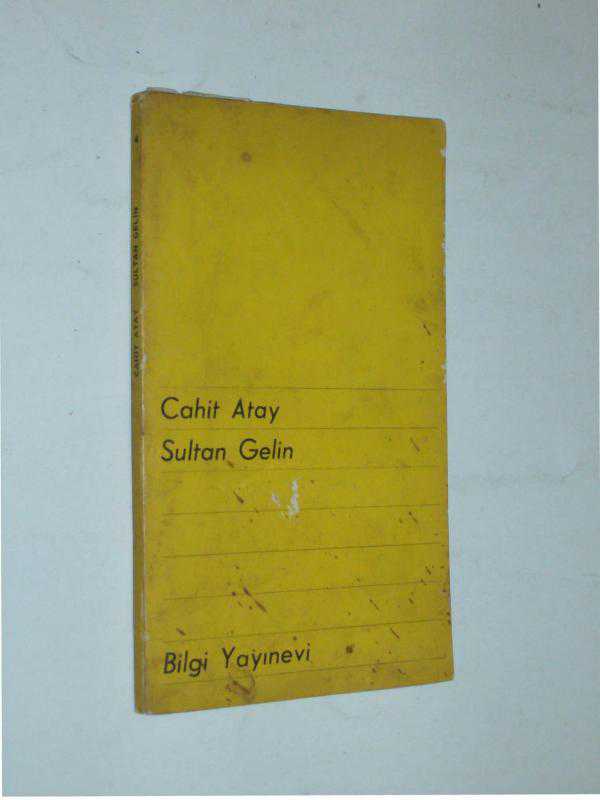 Cahit Atay
Sultan Gelin
Bilgi Yayınevi
CAHİT ATAY SULTAN GELİN